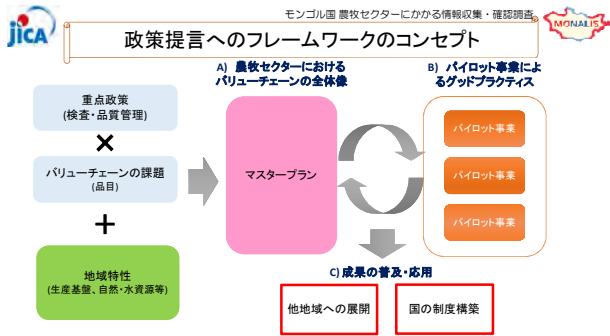 モンゴル国 農牧セクターにかかる情報収集・確認調査
jICA
MONALIS
政策提言へのフレームワークのコンセプト
A) 農牧セクターにおける
バリューチェーンの全体像
B) パイロット事業によ
るグッドプラクティス
重点政策
(検査・品質管理)
×
バリューチェーンの課題
(品目)
+
地域特性
(生産基盤、自然・水資源等)
マスタープラン
パイロット事業
パイロット事業
パイロット事業
C) 成果の普及・応用
他地域への展開
国の制度構築